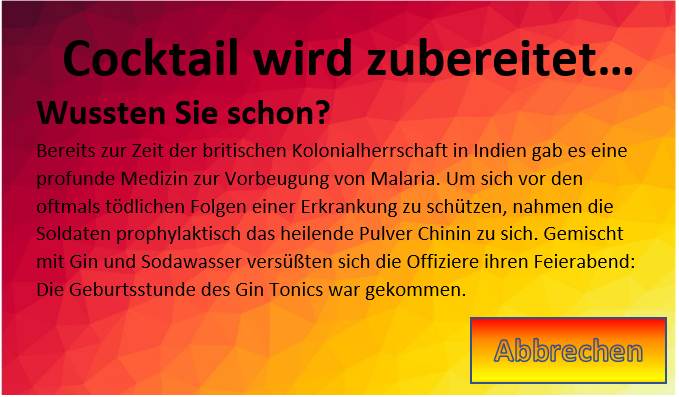 Cocktail wird zubereitet...
Wussten Sie schon?
Bereits zur Zeit der britischen Kolonialherrschaft in Indien gab es eine
profunde Medizin zur Vorbeugung von Malaria. Um sich vor den
oftmals tödlichen Folgen einer Erkrankung zu schützen, nahmen die
Soldaten prophylaktisch das heilende Pulver Chinin zu sich. Gemischt
mit Gin und Sodawasser versüßten sich die Offiziere ihren Feierabend:
Die Geburtsstunde des Gin Tonics war gekommen.
Abbrechen